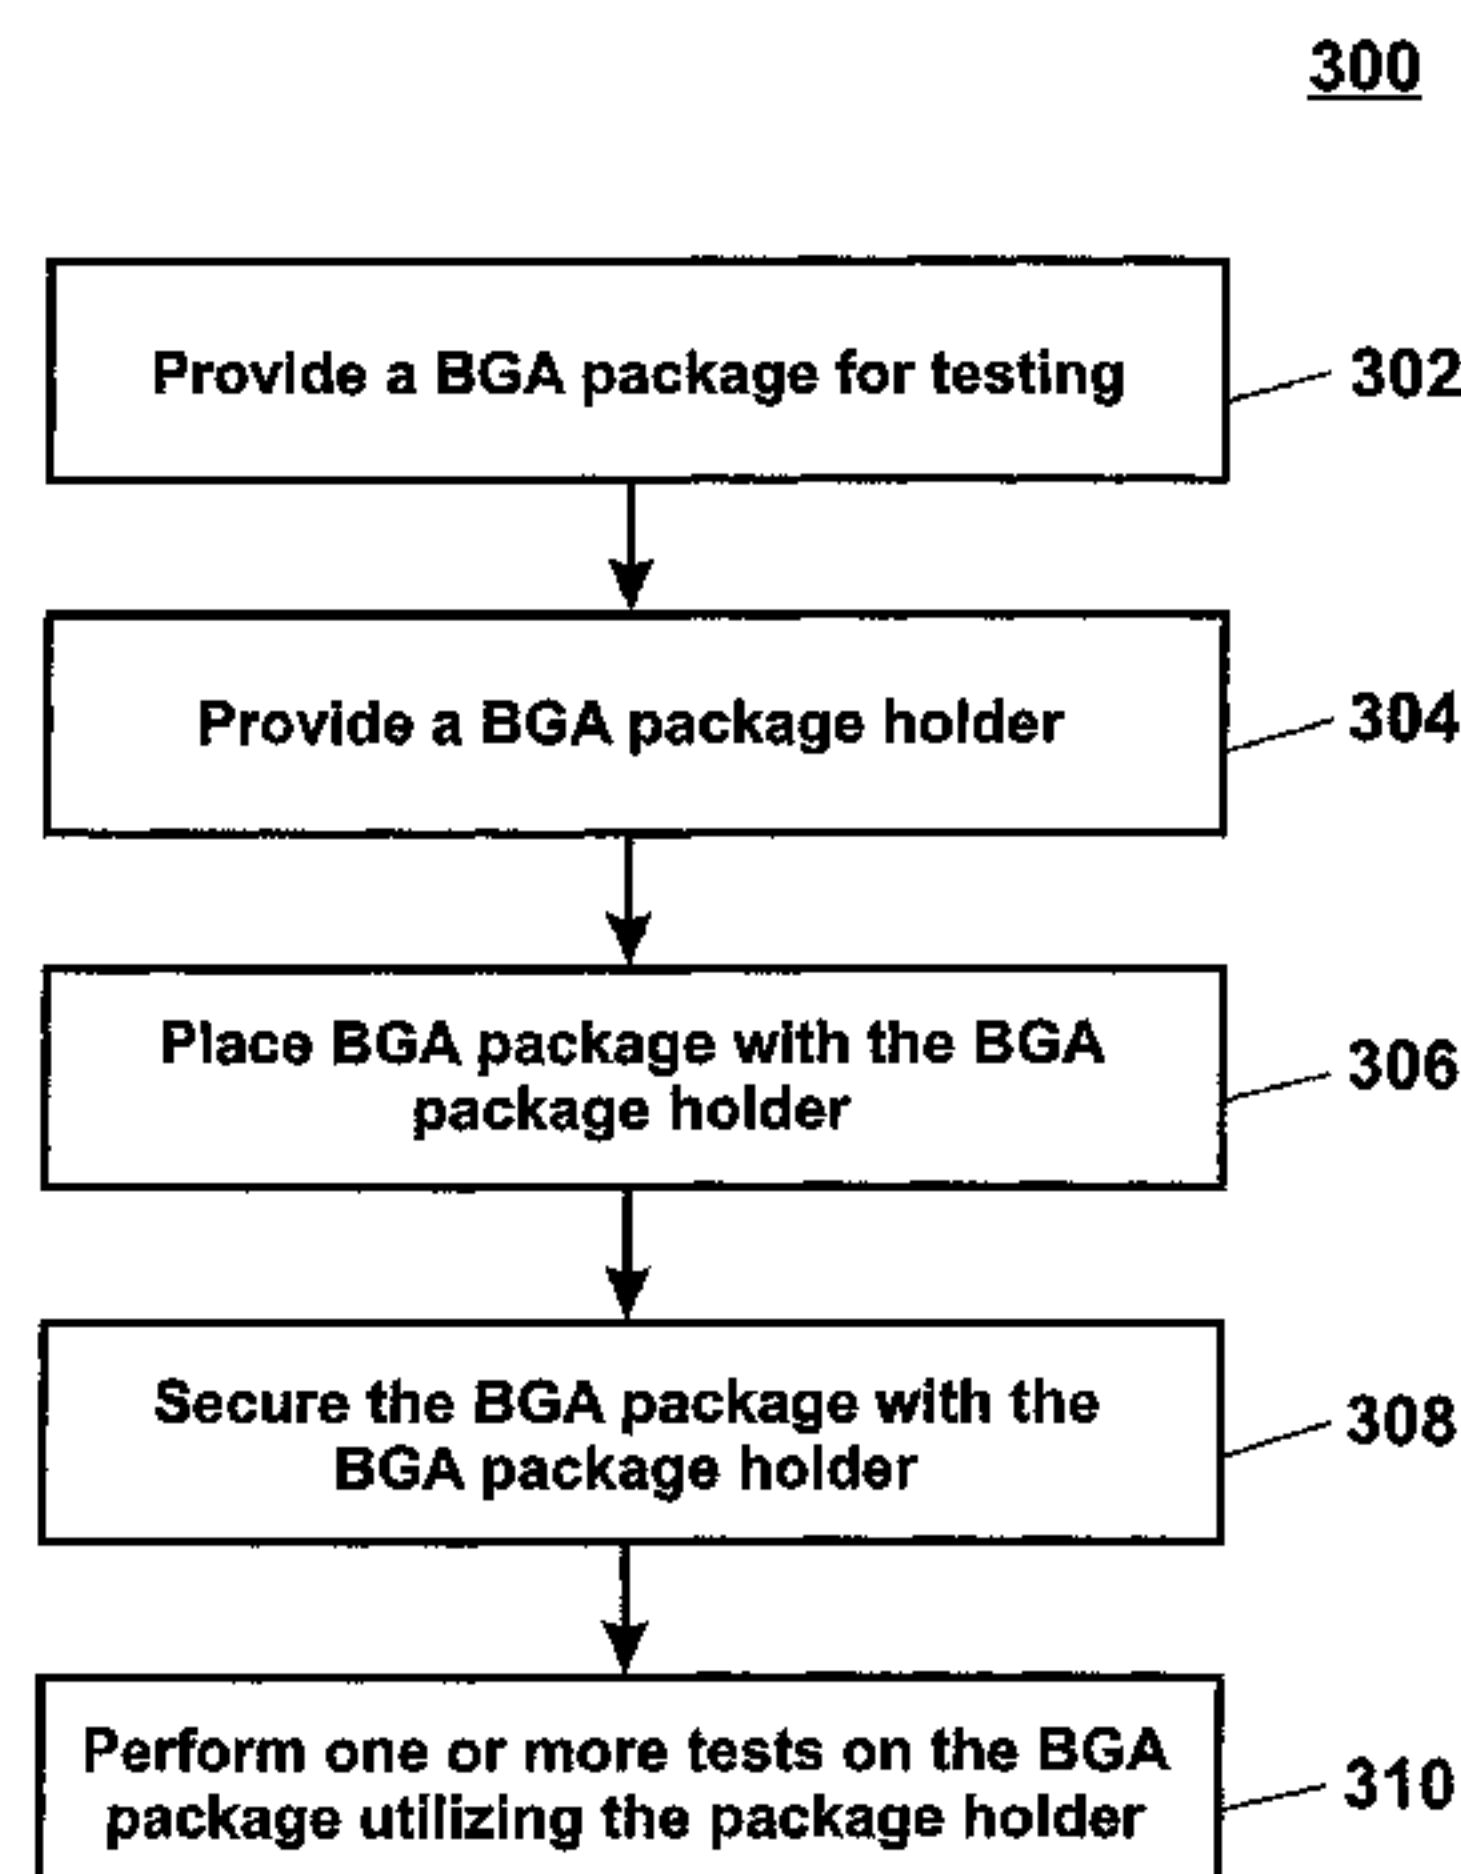 300
Provide a BGA package for testing
302
Provide a BGA package holder
304
Place BGA package with the BGA
package holder
306
Secure the BGA package with the
BGA package holder
308
Perform one or more tests on the BGA
package utilizing the package holder
310